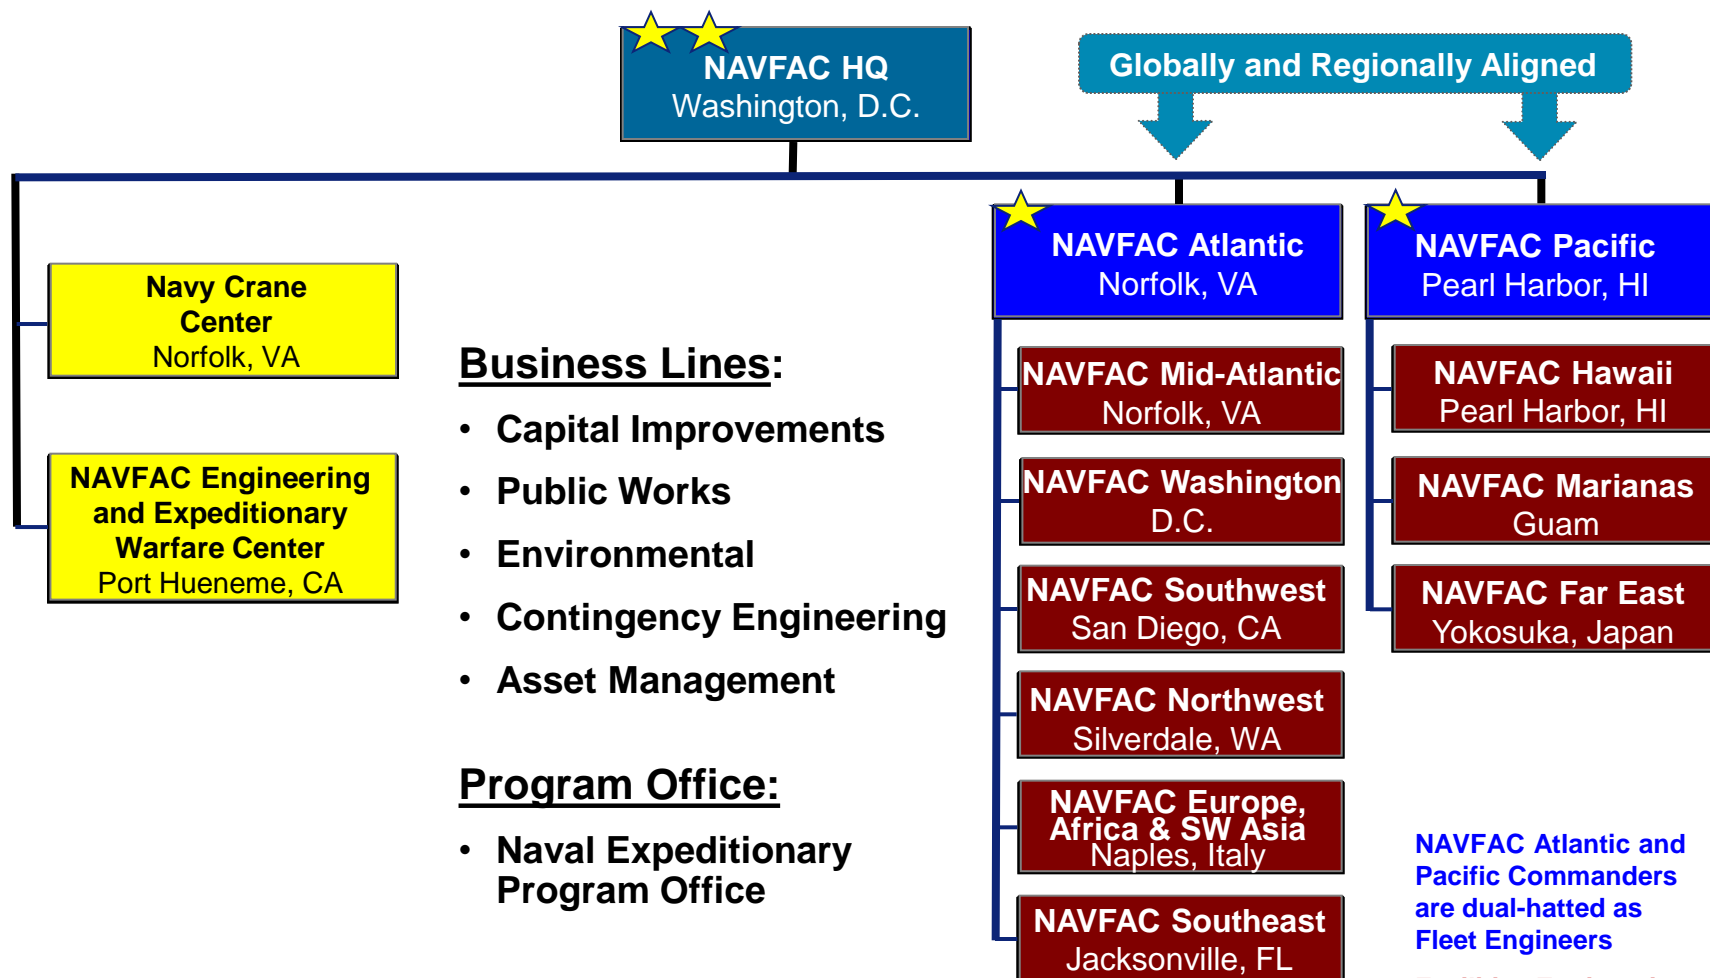 NAVFAC HQ
Washington, D.C.
Globally and Regionally Aligned
Navy Crane
Center
Norfolk, VA
NAVFAC Engineering
and Expeditionary
Warfare Center
Port Hueneme, CA
Business Lines:
• Capital Improvements
• Public Works
• Environmental
• Contingency Engineering
• Asset Management
Program Office:
• Naval Expeditionary
Program Office
NAVFAC Atlantic
Norfolk, VA
NAVFAC Mid-Atlantic
Norfolk, VA
NAVFAC Washington
D.C.
NAVFAC Southwest
San Diego, CA
NAVFAC Northwest
Silverdale, WA
NAVFAC Europe,
Africa & SW Asia
Naples, Italy
NAVFAC Southeast
Jacksonville, FL
NAVFAC Pacific
Pearl Harbor, HI
NAVFAC Hawaii
Pearl Harbor, HI
NAVFAC Marianas
Guam
NAVFAC Far East
Yokosuka, Japan
NAVFAC Atlantic and
Pacific Commanders
are dual-hatted as
Fleet Engineers